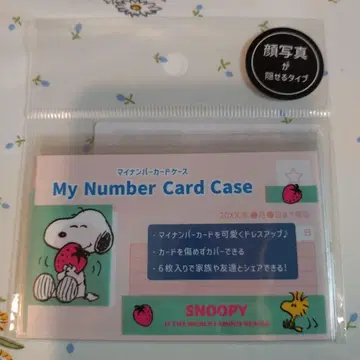 顔写真
が
隠せるタイプ
マイナンバーカードケース
My Number Card Case
・マイナンバーカードを可愛くドレスアップ♪
・カードを傷めずカバーできる
・6枚入りで家族や友達とシェアできる!
SNOOPY